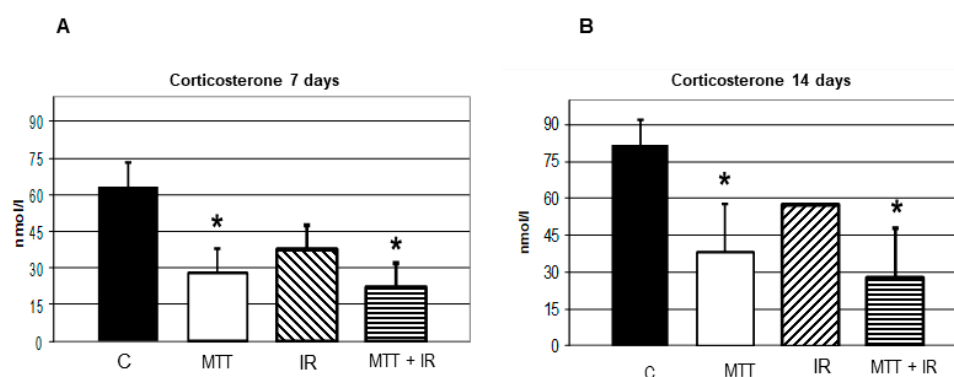 A
Corticosterone 7 days
nmol/l
90
75
60
45
30
15
0
*
*
C
MTT
IR
MTT + IR
B
Corticosterone 14 days
nmol/l
90
75
60
45
30
15
0
*
*
C
MTT
IR
MTT + IR